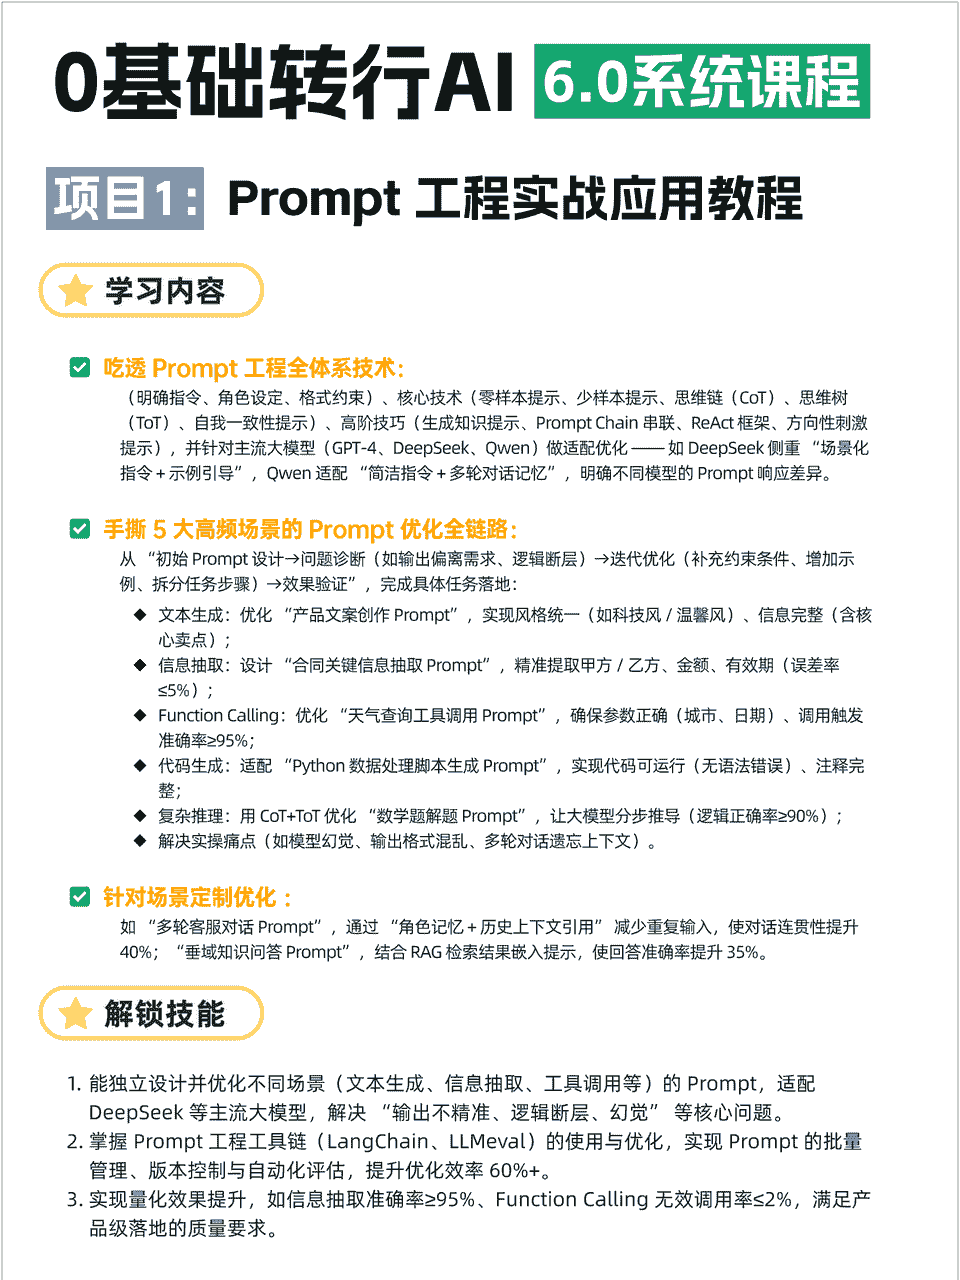 0基础转行AI 6.0系统课程
项目1: Prompt 工程实战应用教程
学习内容
吃透 Prompt 工程全体系技术：
（明确指令、角色设定、格式约束）、核心技术（零样本提示、少样本提示、思维链（CoT）、思维树
（ToT）、自我一致性提示）、高阶技巧（生成知识提示、Prompt Chain 串联、ReAct 框架、方向性刺激
提示），并针对主流大模型（GPT-4、DeepSeek、Qwen）做适配优化 —— 如 DeepSeek 侧重 “场景化
指令 + 示例引导”，Qwen 适配 “简洁指令 + 多轮对话记忆”，明确不同模型的 Prompt 响应差异。
手撕 5 大高频场景的 Prompt 优化全链路：
从 “初始 Prompt 设计→问题诊断（如输出偏离需求、逻辑断层）→迭代优化（补充约束条件、增加示
例、拆分任务步骤）→效果验证”，完成具体任务落地：
◆ 文本生成：优化 “产品文案创作 Prompt”，实现风格统一（如科技风 / 温馨风）、信息完整（含核
心卖点）；
◆ 信息抽取：设计 “合同关键信息抽取 Prompt”，精准提取甲方 / 乙方、金额、有效期（误差率
≤5%）；
◆ Function Calling：优化 “天气查询工具调用 Prompt”，确保参数正确（城市、日期）、调用触发
准确率≥95%；
◆ 代码生成：适配 “Python 数据处理脚本生成 Prompt”，实现代码可运行（无语法错误）、注释完
整；
◆ 复杂推理：用 CoT+ToT 优化 “数学题解题 Prompt”，让大模型分步推导（逻辑正确率≥90%）；
◆ 解决实操痛点（如模型幻觉、输出格式混乱、多轮对话遗忘上下文）。
针对场景定制优化 ：
如 “多轮客服对话 Prompt”，通过 “角色记忆 + 历史上下文引用” 减少重复输入，使对话连贯性提升
40%；“垂域知识问答 Prompt”，结合 RAG 检索结果嵌入提示，使回答准确率提升 35%。
解锁技能
1. 能独立设计并优化不同场景（文本生成、信息抽取、工具调用等）的 Prompt，适配
DeepSeek 等主流大模型，解决 “输出不精准、逻辑断层、幻觉” 等核心问题。
2. 掌握 Prompt 工程工具链（LangChain、LLMeval）的使用与优化，实现 Prompt 的批量
管理、版本控制与自动化评估，提升优化效率 60%+。
3. 实现量化效果提升，如信息抽取准确率≥95%、Function Calling 无效调用率≤2%，满足产
品级落地的质量要求。